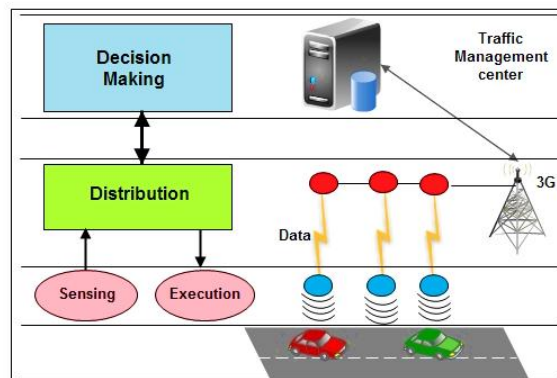 Decision
Making
Traffic
Management
center
Distribution
3G
Data
Sensing
Execution